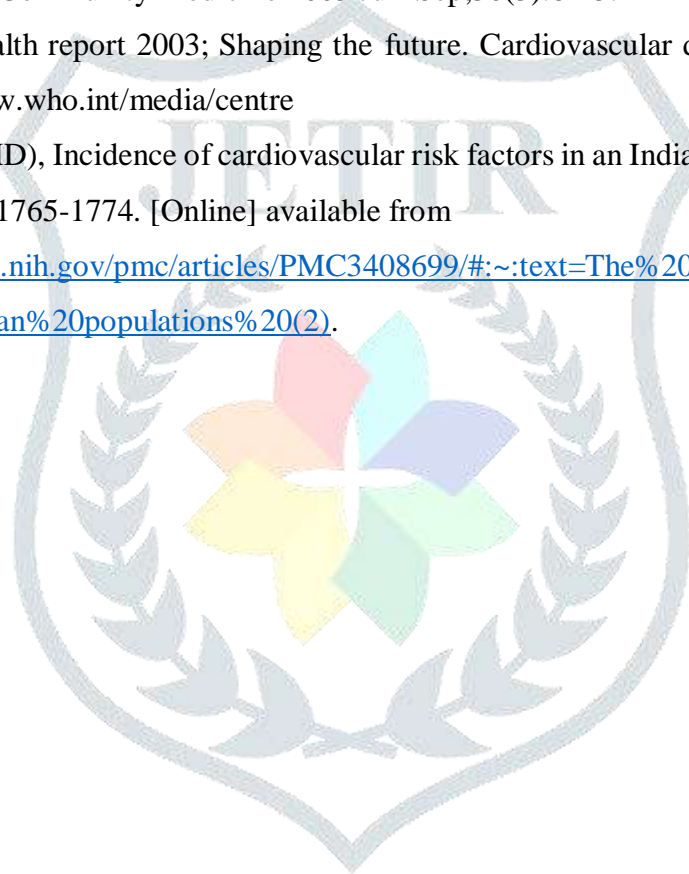 alth report 2003; Shaping the future. Cardiovascular
w.who.int/media/centre
ID), Incidence of cardiovascular risk factors in an India
1765-1774. [Online] available from
.nih.gov/pmc/articles/PMC3408699/#:~:text=The%20
an%20populations%20(2).
JETIR